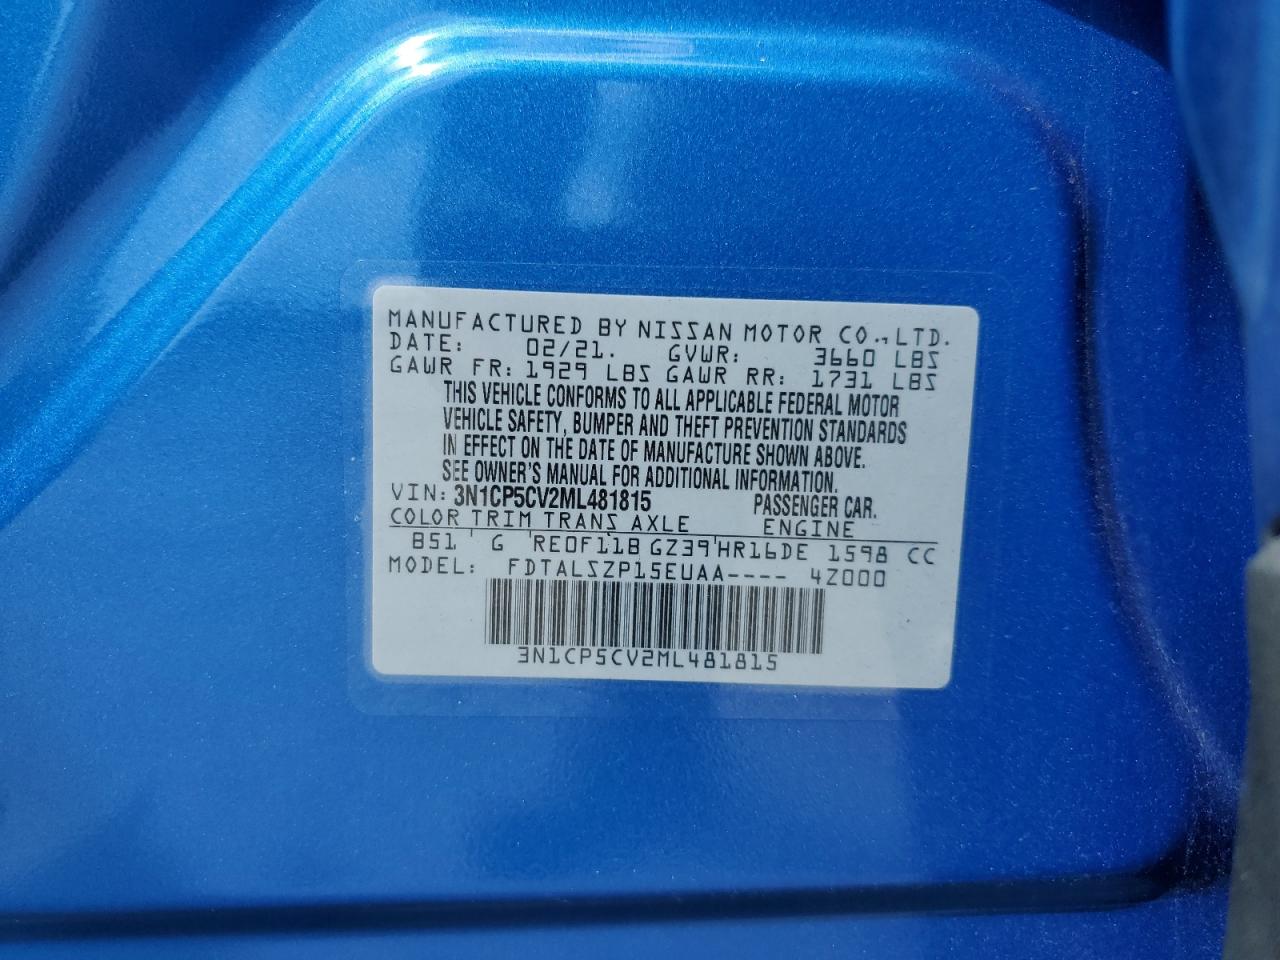 MANUFACTURED BY NISSAN MOTOR CO., LTD.
DATE: 02/21. GVWR: 3660 LBS
GAWR FR: 1929 LBS GAWR RR: 1731 LBS
THIS VEHICLE CONFORMS TO ALL APPLICABLE FEDERAL MOTOR
VEHICLE SAFETY, BUMPER AND THEFT PREVENTION STANDARDS
IN EFFECT ON THE DATE OF MANUFACTURE SHOWN ABOVE.
SEE OWNER'S MANUAL FOR ADDITIONAL INFORMATION.
VIN: 3N1CP5CV2ML481815 PASSENGER CAR.
COLOR TRIM TRANS AXLE ENGINE
B51 ' G 'RE0F11B GZ39'HR16DE 1598 CC
MODEL: FDTALSZP15EUAA---- 4Z000
3N1CP5CV2ML481815